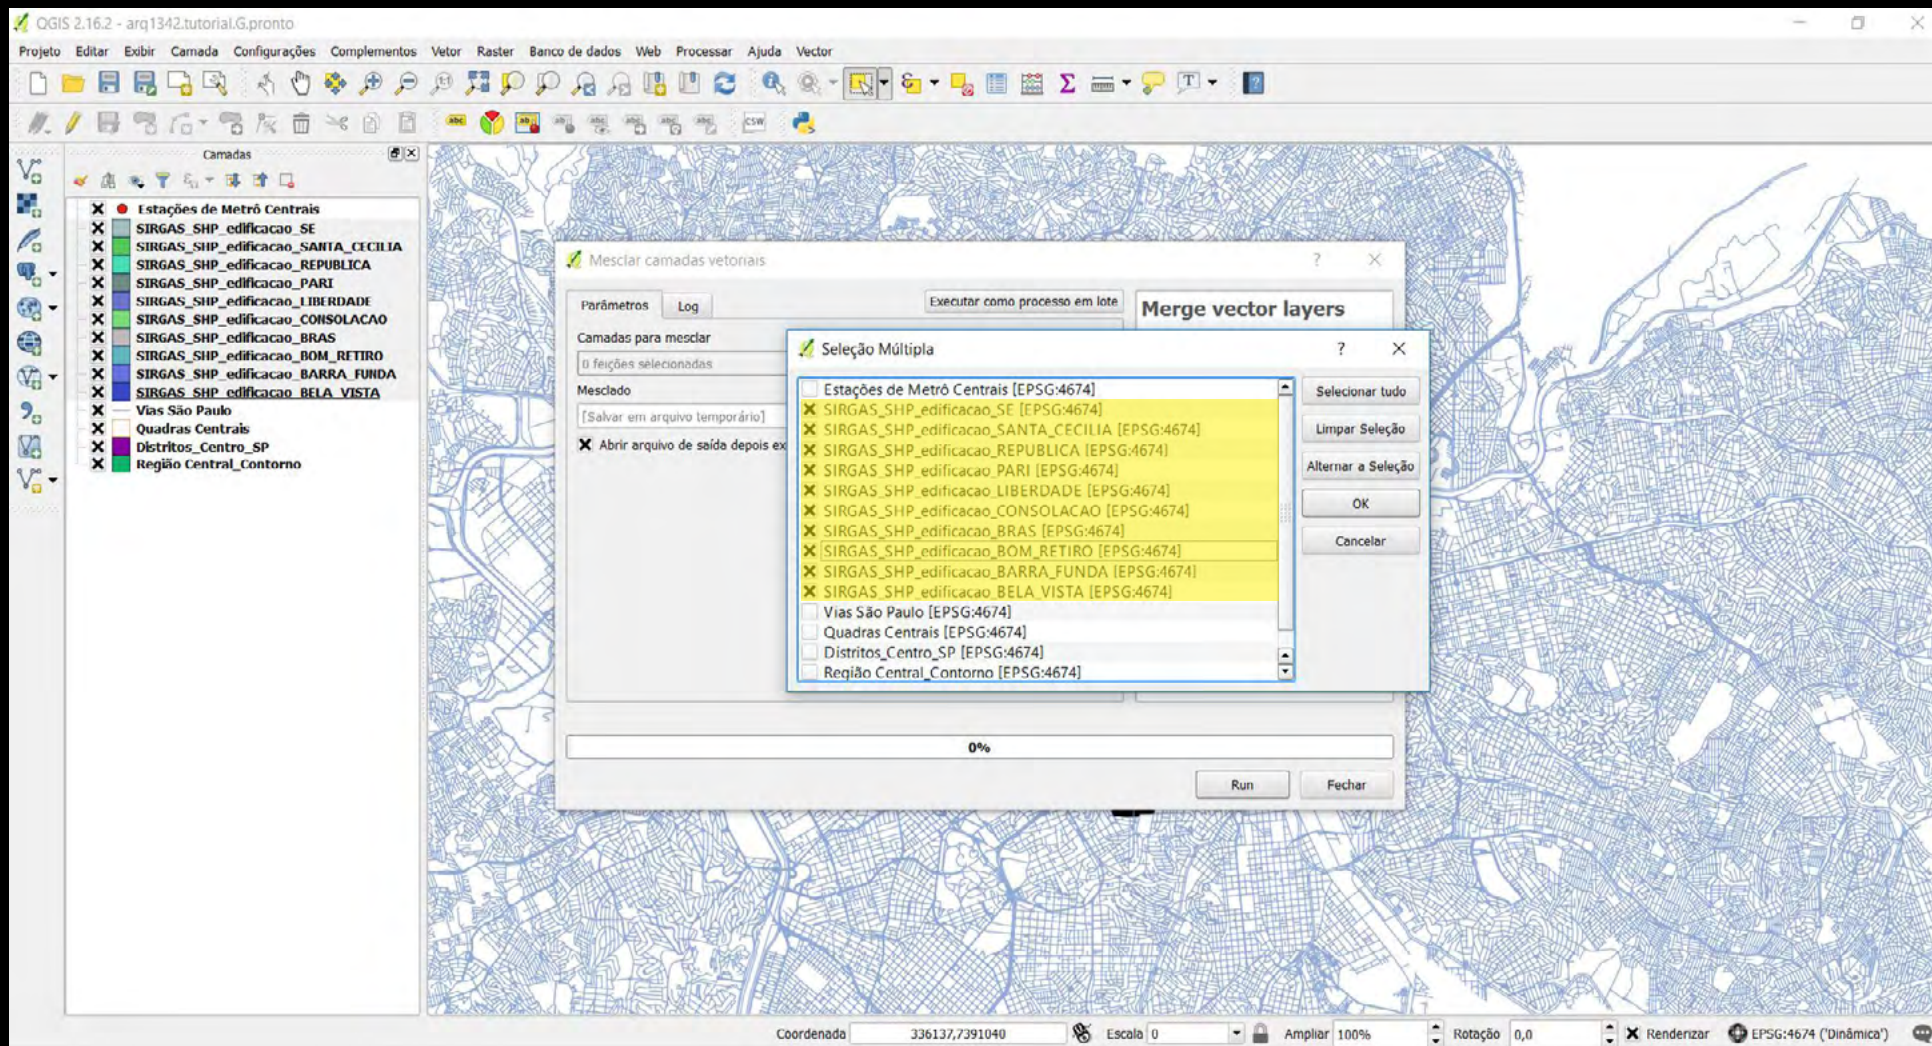 QGIS 2.16.2 - arq1342.tutorial.G.pronto
Projeto Editar Exibir Camada Configurações Complementos Vetor Raster Banco de dados Web Processar Ajuda Vector
abc
CSW
Camadas
Estações de Metrô Centrais
SIRGAS_SHP_edificacao_SE
SIRGAS_SHP_edificacao_SANTA_CECILIA
SIRGAS_SHP_edificacao_REPUBLICA
SIRGAS_SHP_edificacao_PARI
SIRGAS_SHP_edificacao_LIBERDADE
SIRGAS_SHP_edificacao_CONSOLACAO
SIRGAS_SHP_edificacao_BRAS
SIRGAS_SHP_edificacao_BOM_RETIRO
SIRGAS_SHP_edificacao_BARRA_FUNDA
SIRGAS_SHP_edificacao_BELA_VISTA
Vias São Paulo
Quadras Centrais
Distritos_Centro_SP
Região Central_Contorno
Mesclar camadas vetoriais
Parâmetros Log Executar como processo em lote
Merge vector layers
Camadas para mesclar
0 feições selecionadas
Mesclado
[Salvar em arquivo temporário]
Abrir arquivo de saída depois ex
Seleção Múltipla
Estações de Metrô Centrais [EPSG:4674]
SIRGAS_SHP_edificacao_SE [EPSG:4674]
SIRGAS_SHP_edificacao_SANTA_CECILIA [EPSG:4674]
SIRGAS_SHP_edificacao_REPUBLICA [EPSG:4674]
SIRGAS_SHP_edificacao_PARI [EPSG:4674]
SIRGAS_SHP_edificacao_LIBERDADE [EPSG:4674]
SIRGAS_SHP_edificacao_CONSOLACAO [EPSG:4674]
SIRGAS_SHP_edificacao_BRAS [EPSG:4674]
SIRGAS_SHP_edificacao_BOM_RETIRO [EPSG:4674]
SIRGAS_SHP_edificacao_BARRA_FUNDA [EPSG:4674]
SIRGAS_SHP_edificacao_BELA_VISTA [EPSG:4674]
Vias São Paulo [EPSG:4674]
Quadras Centrais [EPSG:4674]
Distritos_Centro_SP [EPSG:4674]
Região Central_Contorno [EPSG:4674]
Selecionar tudo
Limpar Seleção
Alternar a Seleção
OK
Cancelar
0%
Run Fechar
Coordenada 336137,7391040 Escala 0 Ampliar 100% Rotação 0,0 Renderizar EPSG:4674 ('Dinâmica')